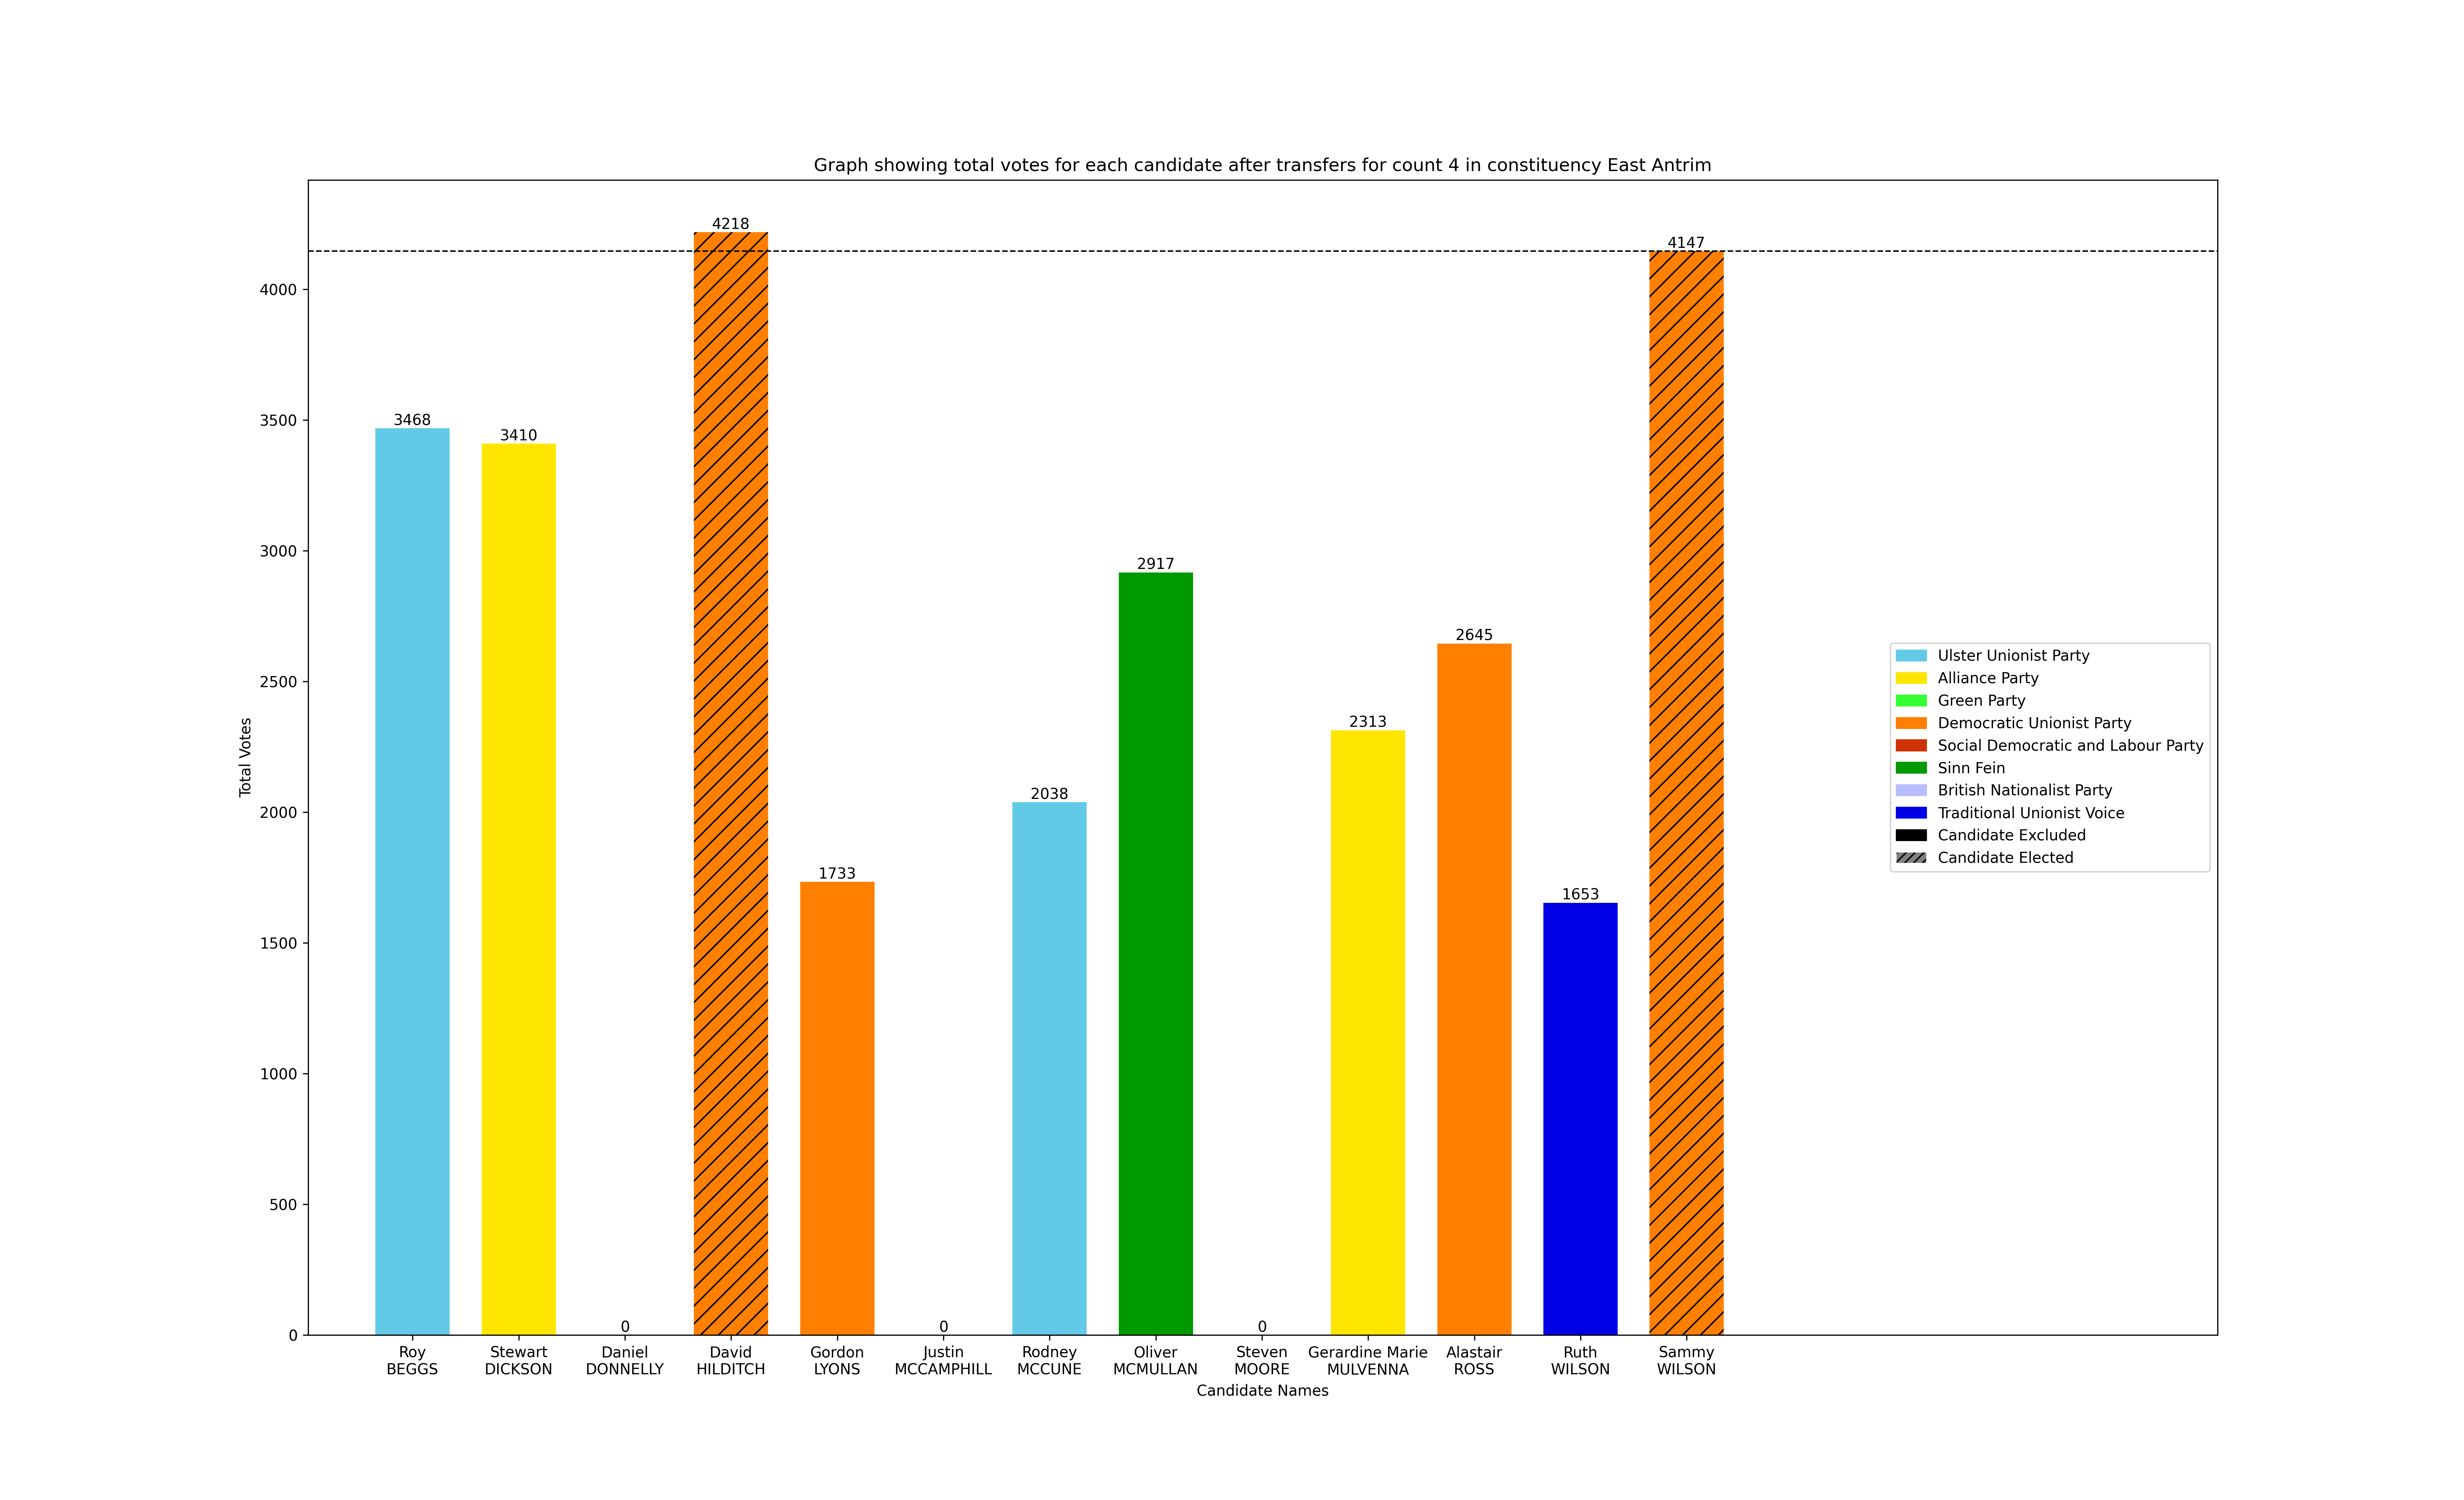 Graph showing total votes for each candidate after transfers for count 4 in constituency East Antrim
Total Votes
4000
3500
3000
2500
2000
1500
1000
500
0
3468
3410
0
4218
1733
0
2038
2917
0
2313
2645
1653
4147
Roy
BEGGS
Stewart
DICKSON
Daniel
DONNELLY
David
HILDITCH
Gordon
LYONS
Justin
MCCAMPHILL
Rodney
MCCUNE
Oliver
MCMULLAN
Steven
MOORE
Gerardine Marie
MULVENNA
Alastair
ROSS
Ruth
WILSON
Sammy
WILSON
Candidate Names
Ulster Unionist Party
Alliance Party
Green Party
Democratic Unionist Party
Social Democratic and Labour Party
Sinn Fein
British Nationalist Party
Traditional Unionist Voice
Candidate Excluded
Candidate Elected